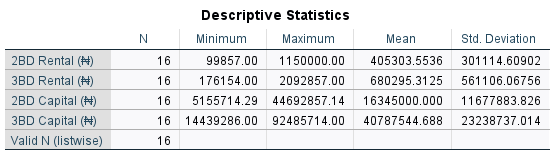 Descriptive Statistics
N Minimum Maximum Mean Std. Deviation
2BD Rental (₦) 16 99857.00 1150000.00 405303.5536 301114.60902
3BD Rental (₦) 16 176154.00 2092857.00 680295.3125 561106.06756
2BD Capital (₦) 16 5155714.29 44692857.14 16345000.000 11677883.826
3BD Capital (₦) 16 14439286.00 92485714.00 40787544.688 23238737.014
Valid N (listwise) 16